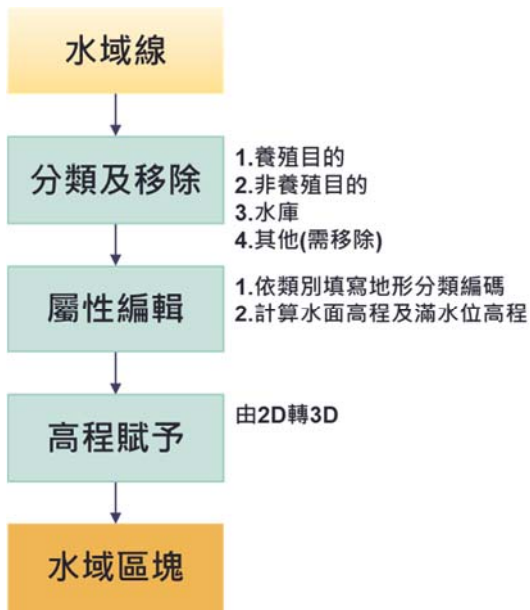 水域線
分類及移除
1.養殖目的
2.非養殖目的
3.水庫
4.其他(需移除)
屬性編輯
1.依類別填寫地形分類編碼
2.計算水面高程及滿水位高程
高程賦予
由2D轉3D
水域區塊